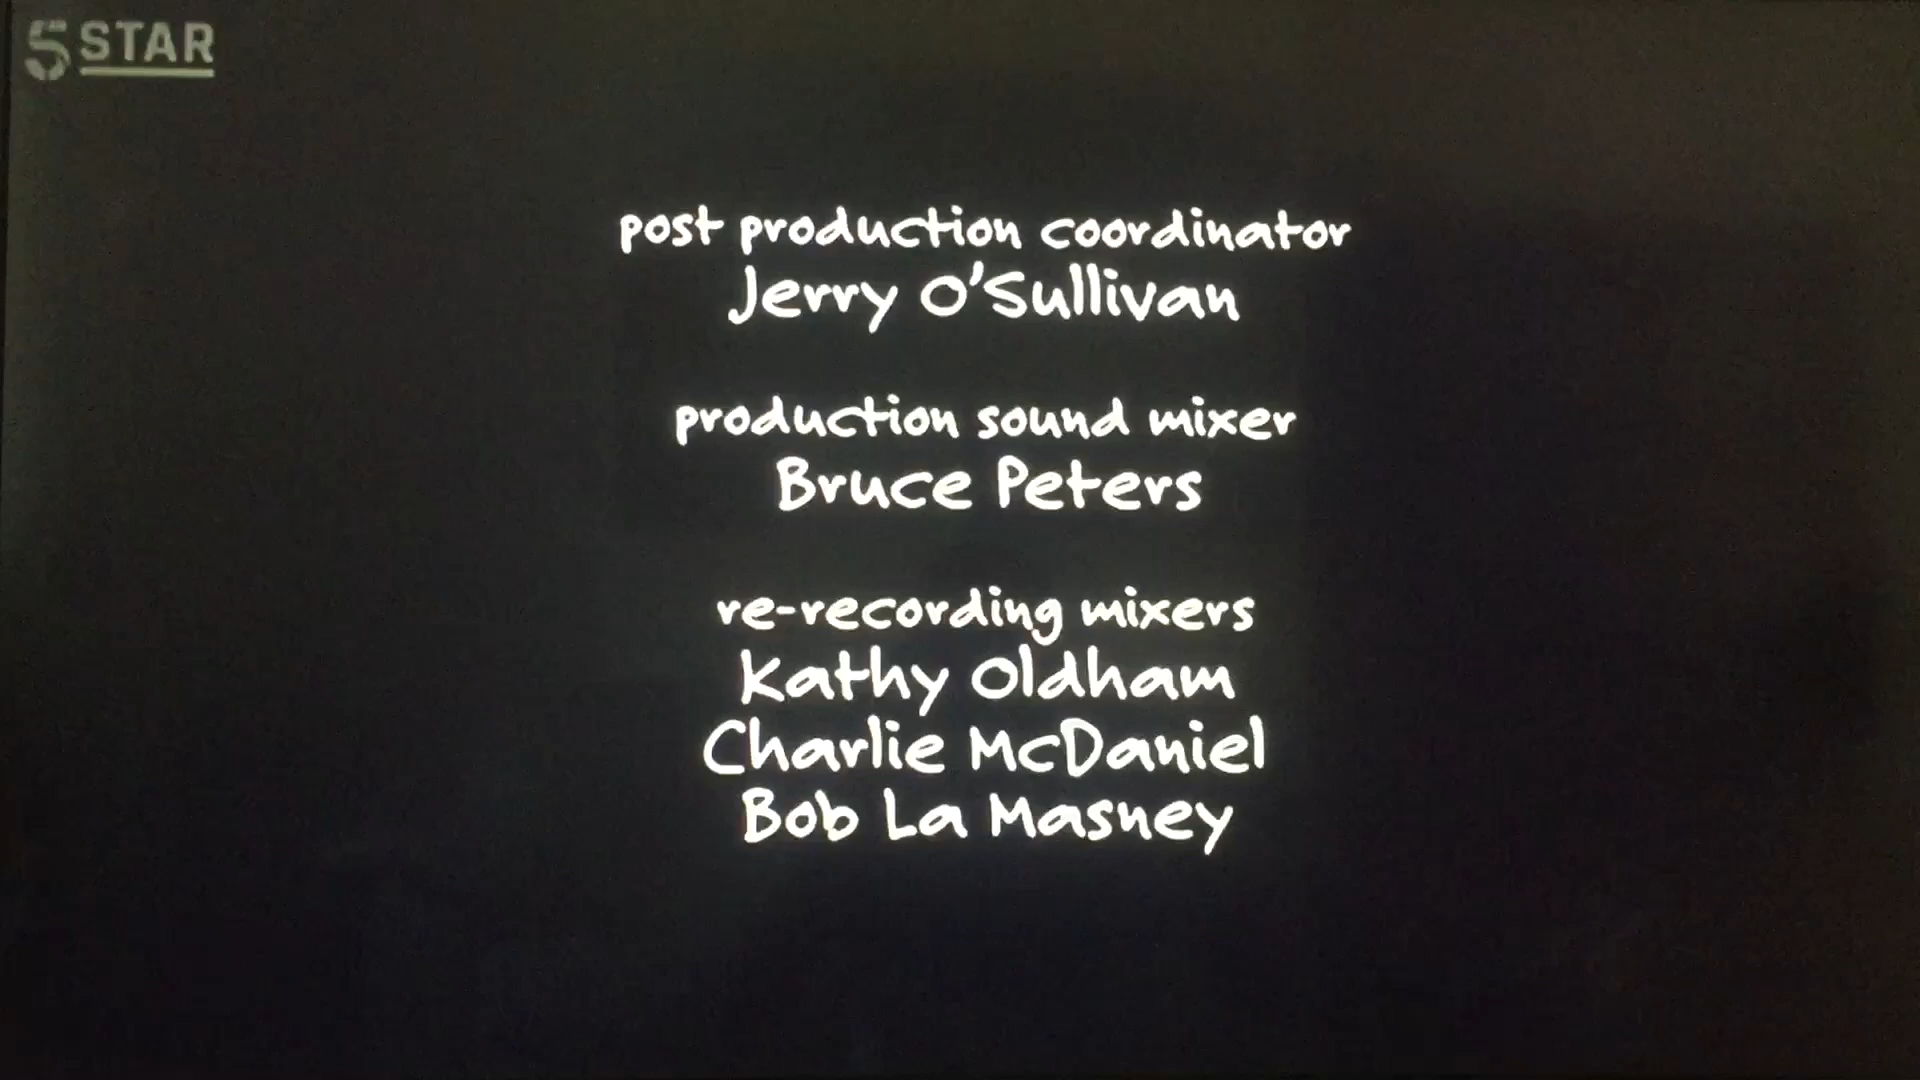 5STAR
post production coordinator
Jerry O'Sullivan
production sound mixer
Bruce Peters
re-recording mixers
Kathy Oldham
Charlie McDaniel
Bob La Masney